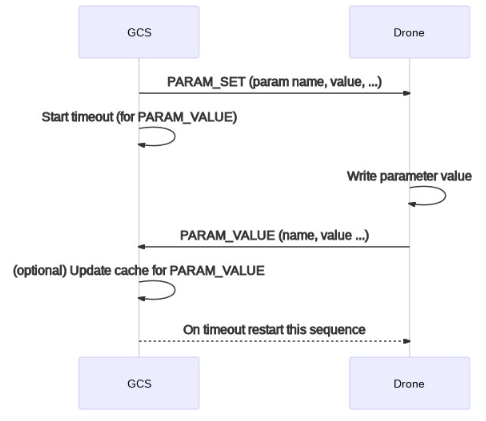 GCS
Drone
PARAM_SET (param name, value, ...)
Start timeout (for PARAM_VALUE)
Write parameter value
PARAM_VALUE (name, value ...)
(optional) Update cache for PARAM_VALUE
On timeout restart this sequence
GCS
Drone